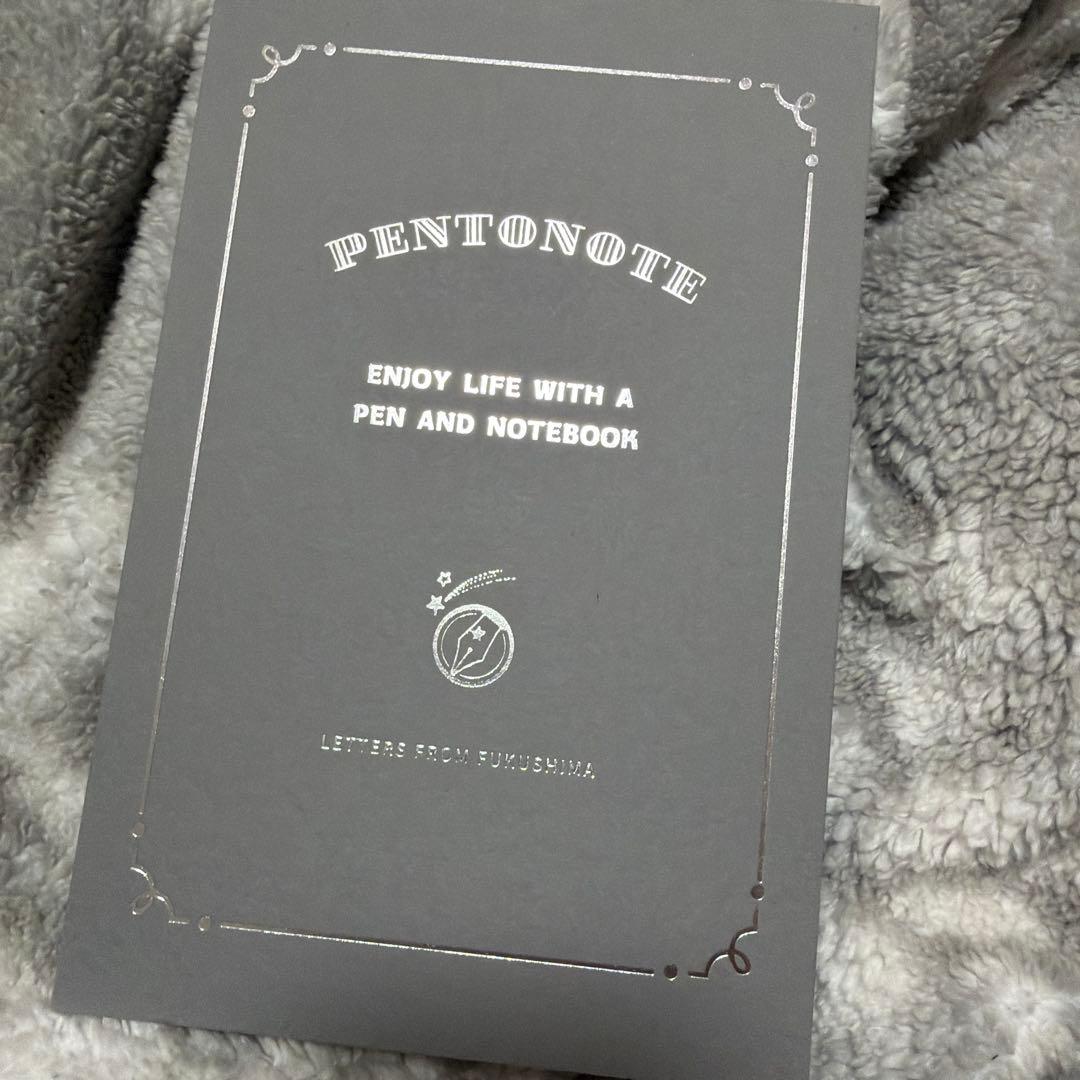 PENTONOTE
ENJOY LIFE WITH A
PEN AND NOTEBOOK
LETTERS FROM FUKUSHIMA